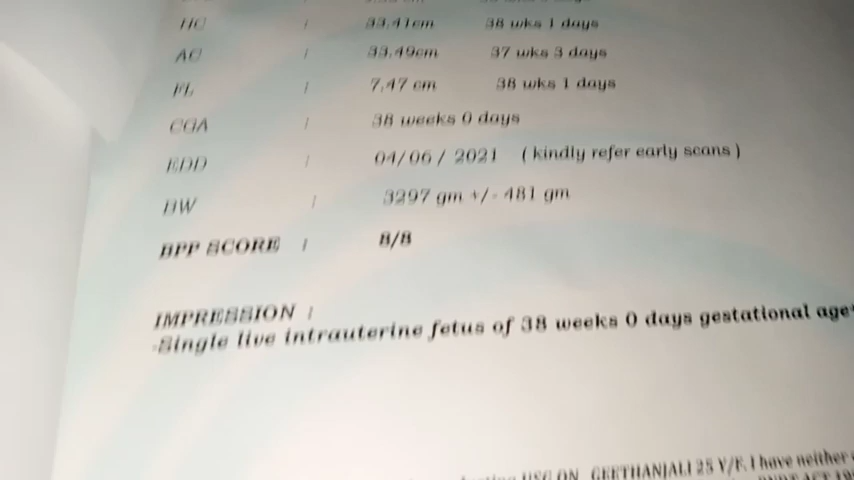 HC : 33.41cm 38 wks 1 days
AC : 33.49cm 37 wks 3 days
FL : 7.47 cm 38 wks 1 days
CGA : 38 weeks 0 days
EDD : 04/06/ 2021 ( kindly refer early scans )
BW : 3297 gm +/- 481 gm
BPP SCORE : 8/8
IMPRESSION :
-Single live intrauterine fetus of 38 weeks 0 days gestational age
USG ON GEETHANJALI 25 Y/F, I have neither